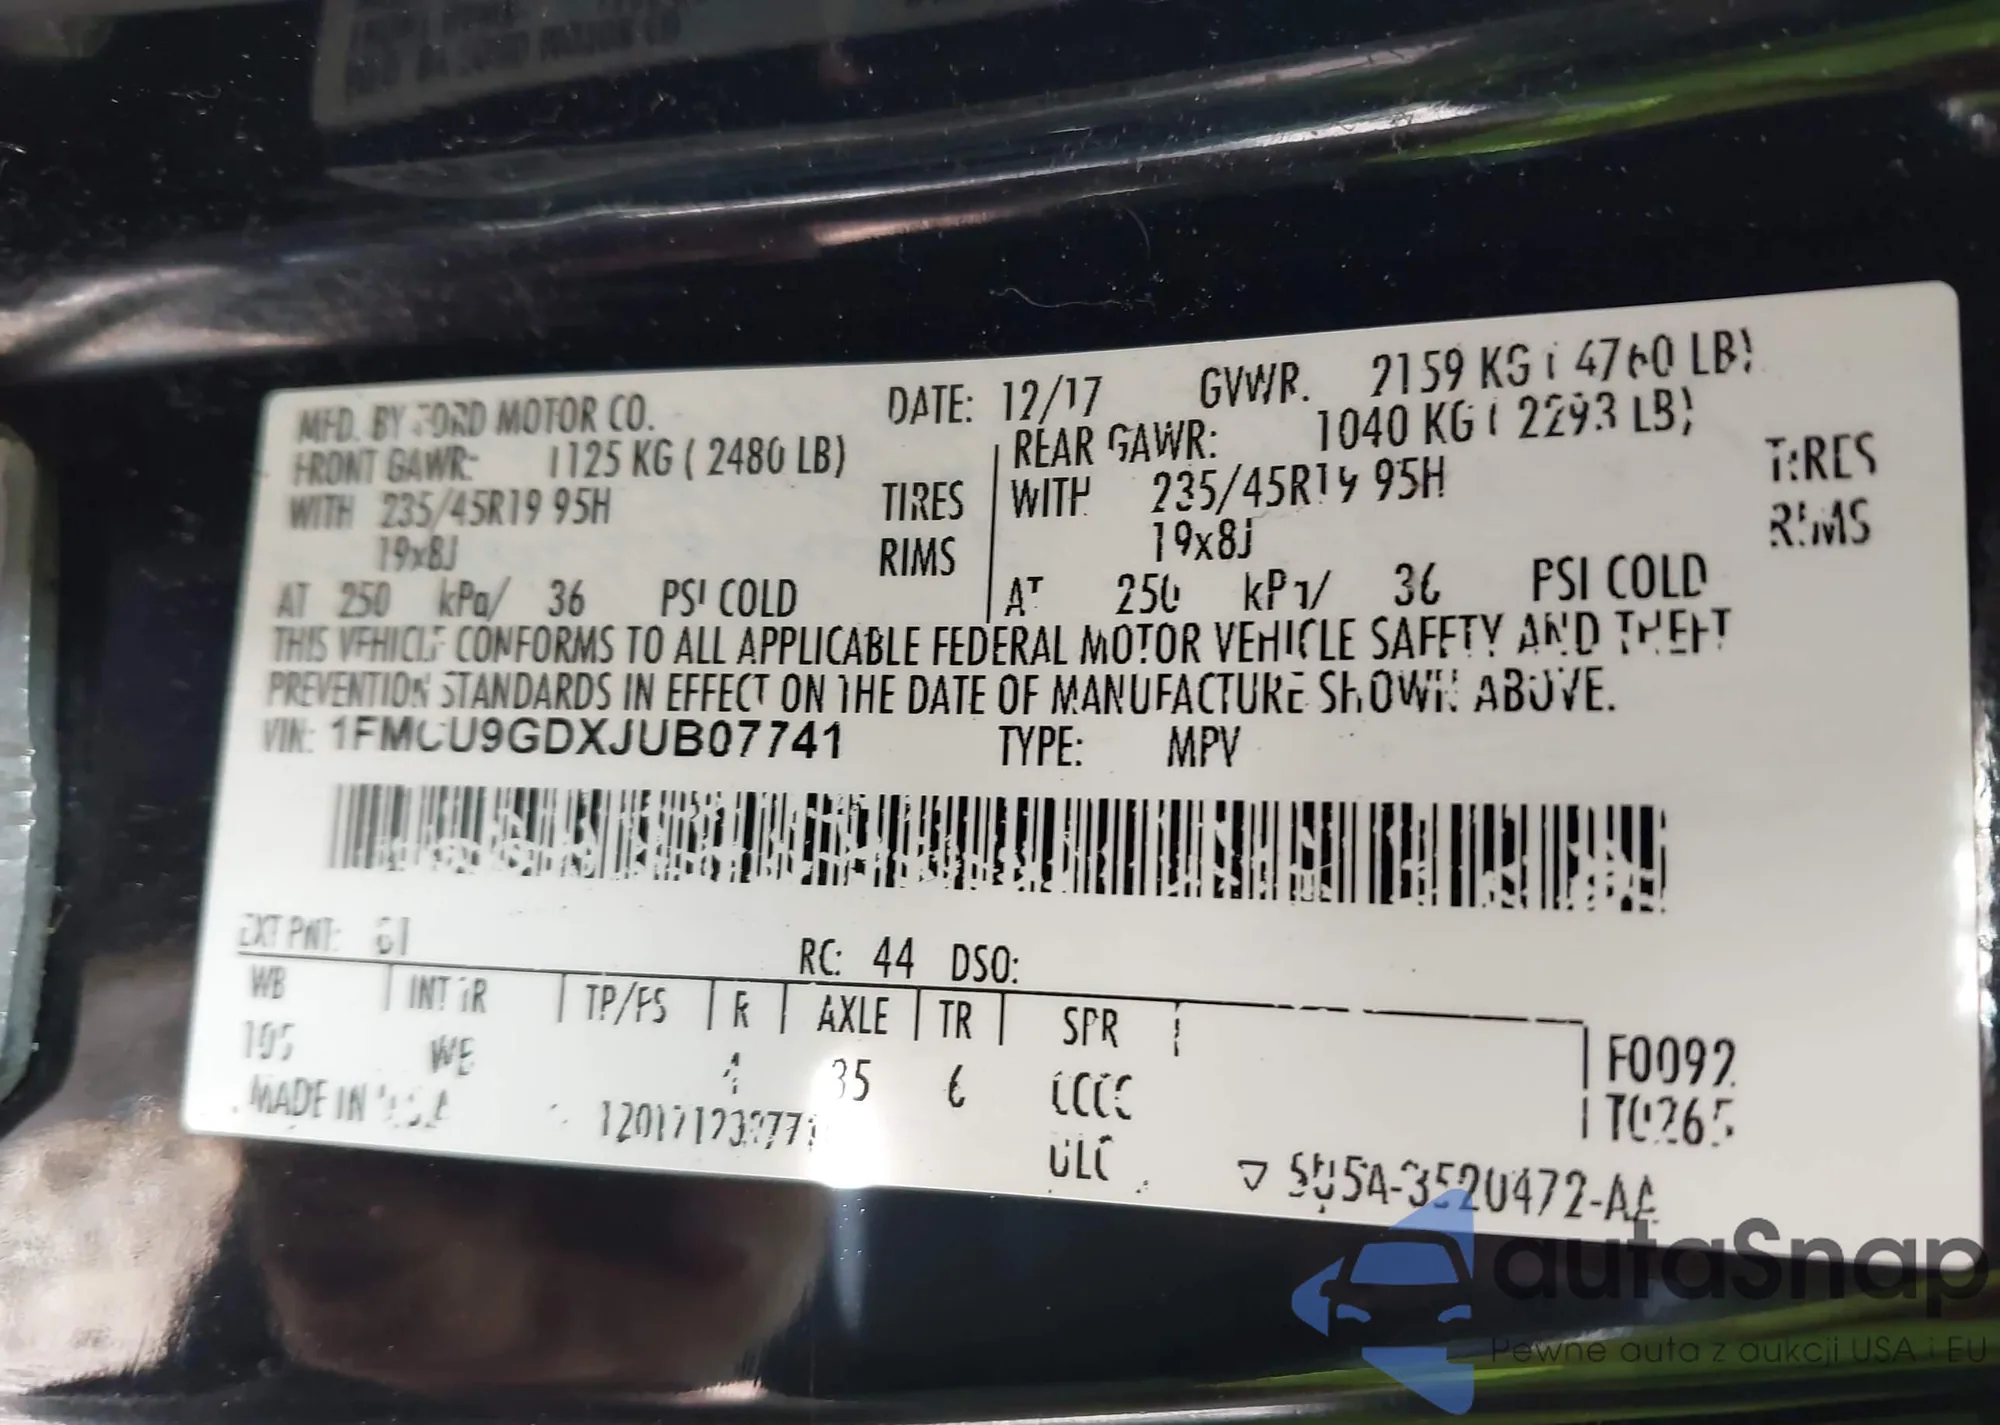 MFD. BY FORD MOTOR CO. DATE: 12/17 GVWR. 2159 KG ( 4760 LB)
FRONT GAWR: 1125 KG ( 2480 LB) REAR GAWR: 1040 KG ( 2293 LB)
WITH 235/45R19 95H TIRES WITH 235/45R19 95H TIRES
19x8J RIMS 19x8J RIMS
AT 250 kPa/ 36 PSI COLD AT 250 kPa/ 36 PSI COLD
THIS VEHICLE CONFORMS TO ALL APPLICABLE FEDERAL MOTOR VEHICLE SAFETY AND THEFT
PREVENTION STANDARDS IN EFFECT ON THE DATE OF MANUFACTURE SHOWN ABOVE.
VIN: 1FMCU9GDXJUB07741 TYPE: MPV
EXT PNT: RC: 44 DSO:
WB INT TR TP/PS R AXLE TR SPR F0092
105 WE 4 35 6 T0265
MADE IN U.S.A.
autaSnap
Pewne auta z aukcji USA i EU